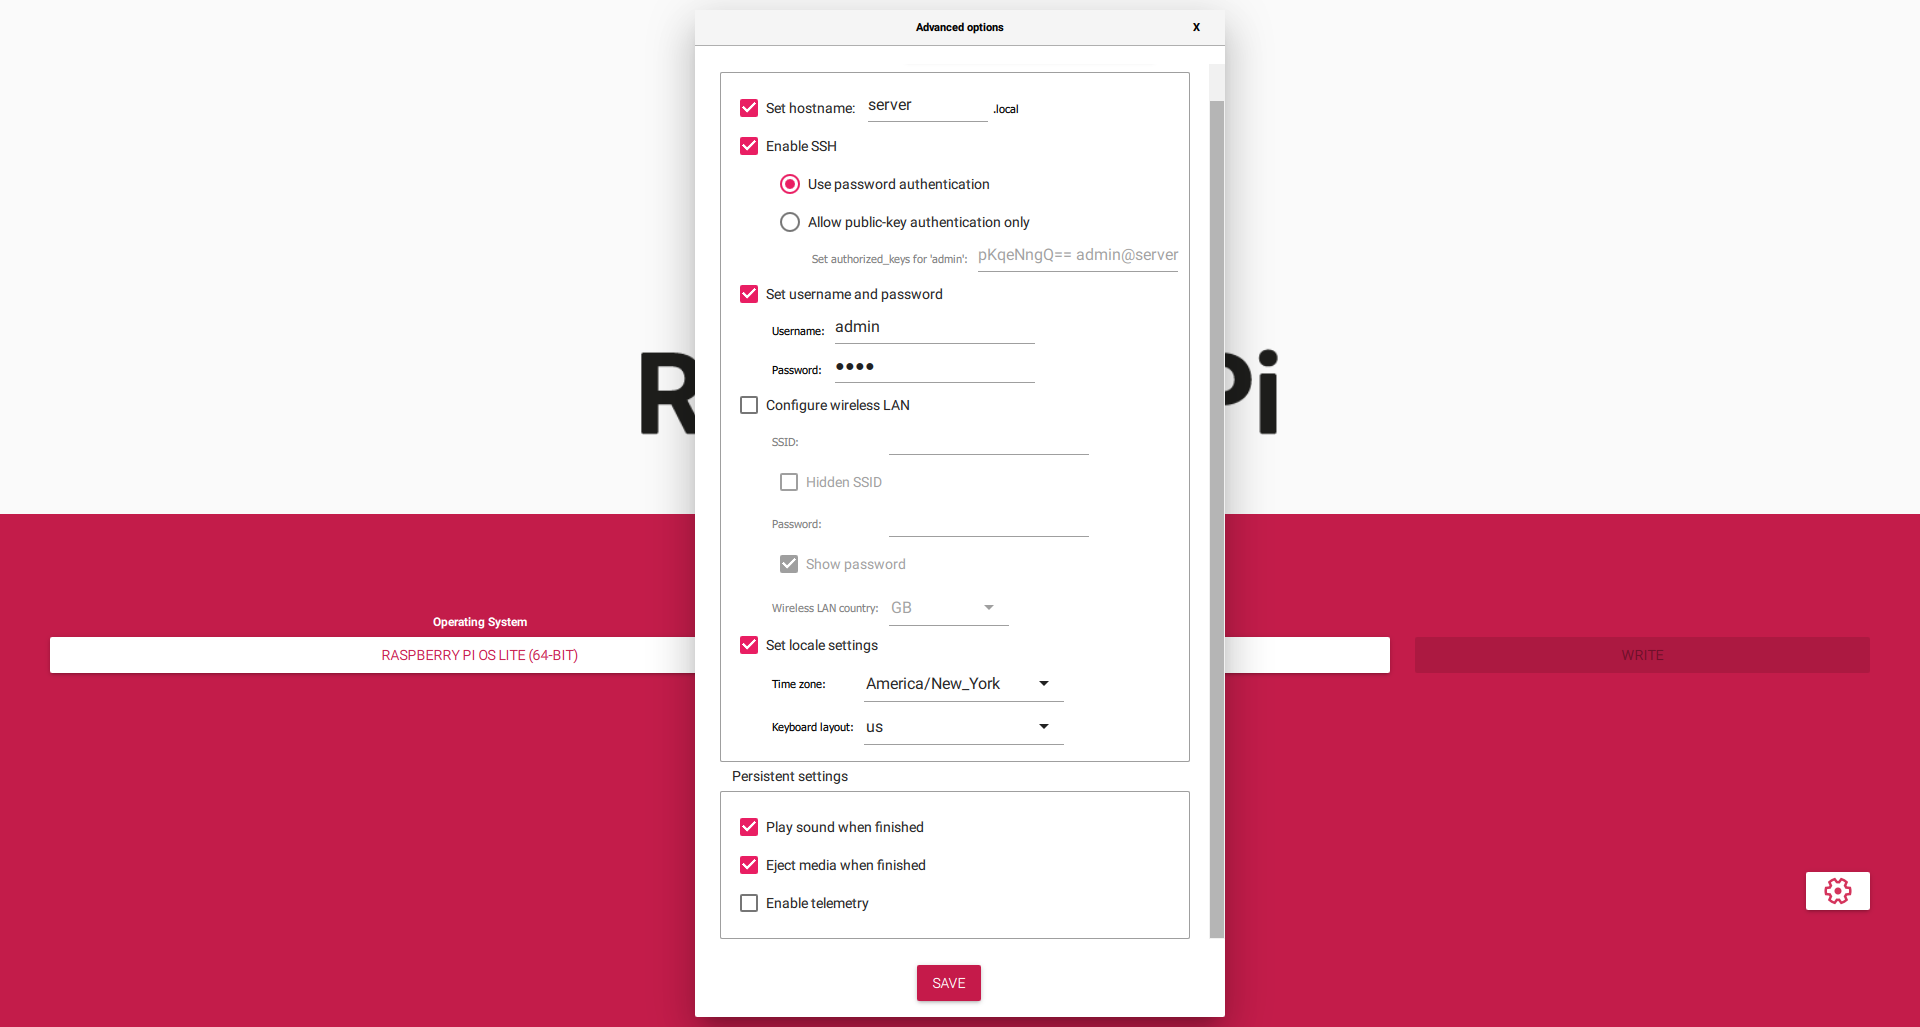 Advanced options X
Set hostname: server .local
Enable SSH
Use password authentication
Allow public-key authentication only
Set authorized_keys for 'admin': pKqeNngQ== admin@server
Set username and password
Username: admin
Password: ●●●●
R Pi
Configure wireless LAN
SSID:
Hidden SSID
Password:
Show password
Wireless LAN country: GB
Operating System
RASPBERRY PI OS LITE (64-BIT)
WRITE
Set locale settings
Time zone: America/New_York
Keyboard layout: us
Persistent settings
Play sound when finished
Eject media when finished
Enable telemetry
SAVE